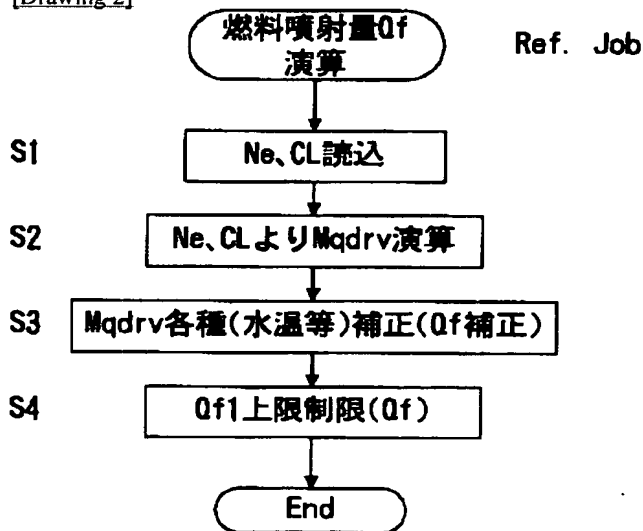 [Drawing 2]
燃料噴射量Qf
演算
Ref. Job
S1
Ne、CL読込
S2
Ne、CLよりMqdrv演算
S3
Mqdrv各種(水温等)補正(Qf補正)
S4
Qf1上限制限(Qf)
End